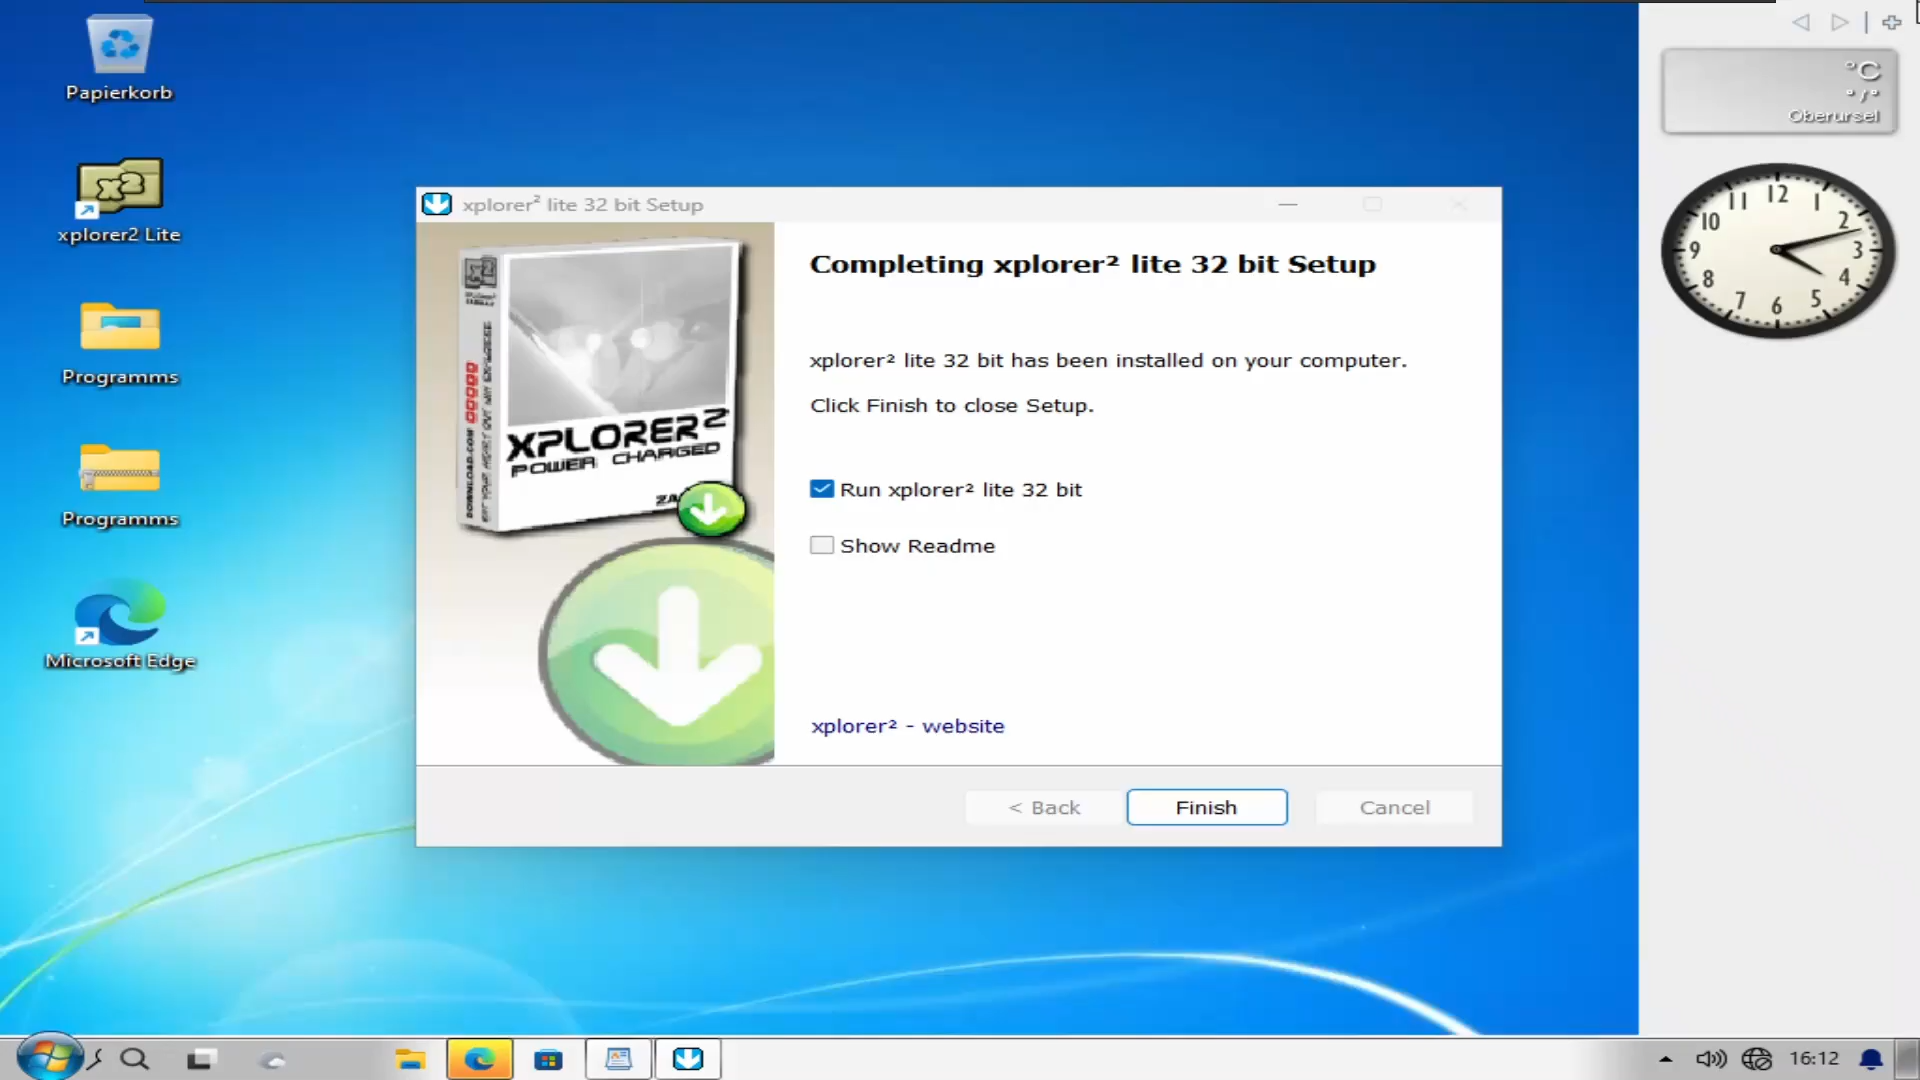 Papierkorb
xplorer2 Lite
Programms
Programms
Microsoft Edge
xplorer² lite 32 bit Setup
XPLORER2
POWER CHARGED
Completing xplorer² lite 32 bit Setup
xplorer² lite 32 bit has been installed on your computer.
Click Finish to close Setup.
Run xplorer² lite 32 bit
Show Readme
xplorer² - website
< Back
Finish
Cancel
°C
Oberursel
12
1
2
3
4
5
6
7
8
9
10
11
16:12